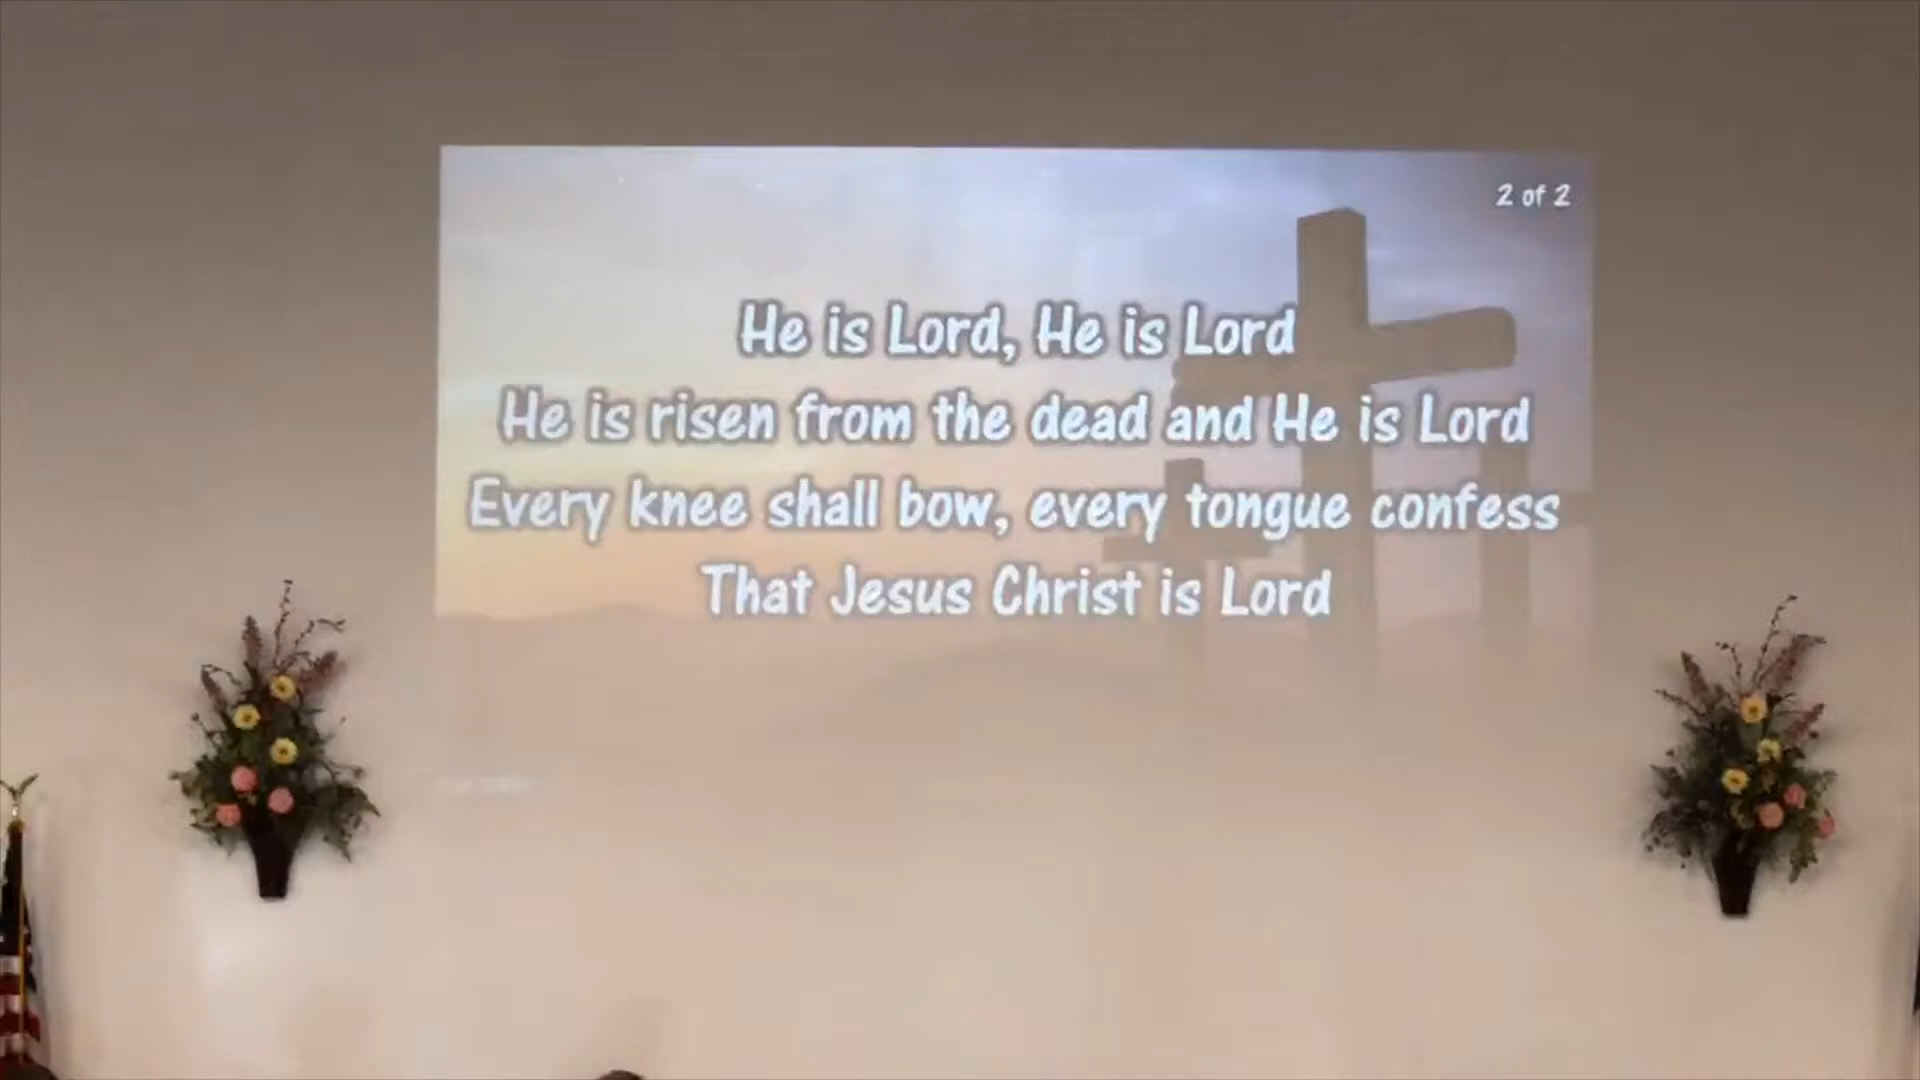 2 of 2
He is Lord, He is Lord
He is risen from the dead and He is Lord
Every knee shall bow, every tongue confess
That Jesus Christ is Lord